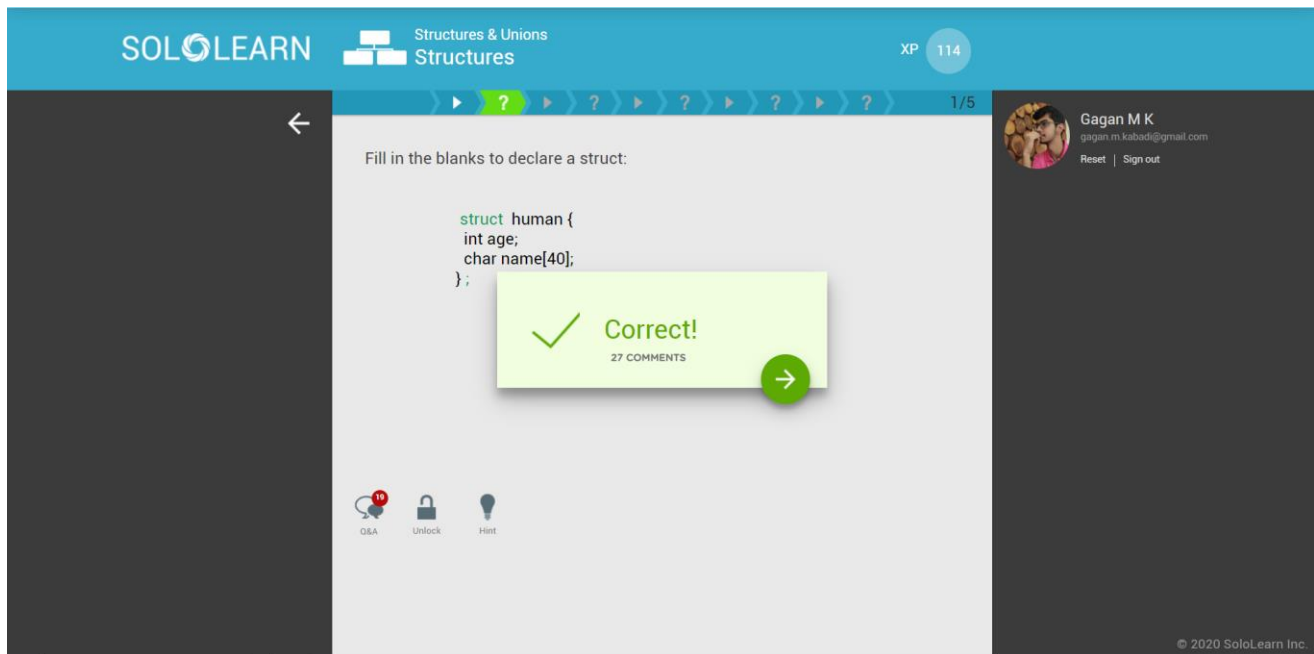 SOLOLEARN
Structures & Unions
Structures
XP 114
? ? ? ? ? 1/5
Gagan M K
gagan.m.kabadi@gmail.com
Reset | Sign out
Fill in the blanks to declare a struct:
struct human {
int age;
char name[40];
} ;
Correct!
27 COMMENTS
19
Q&A Unlock Hint
© 2020 SoloLearn Inc.